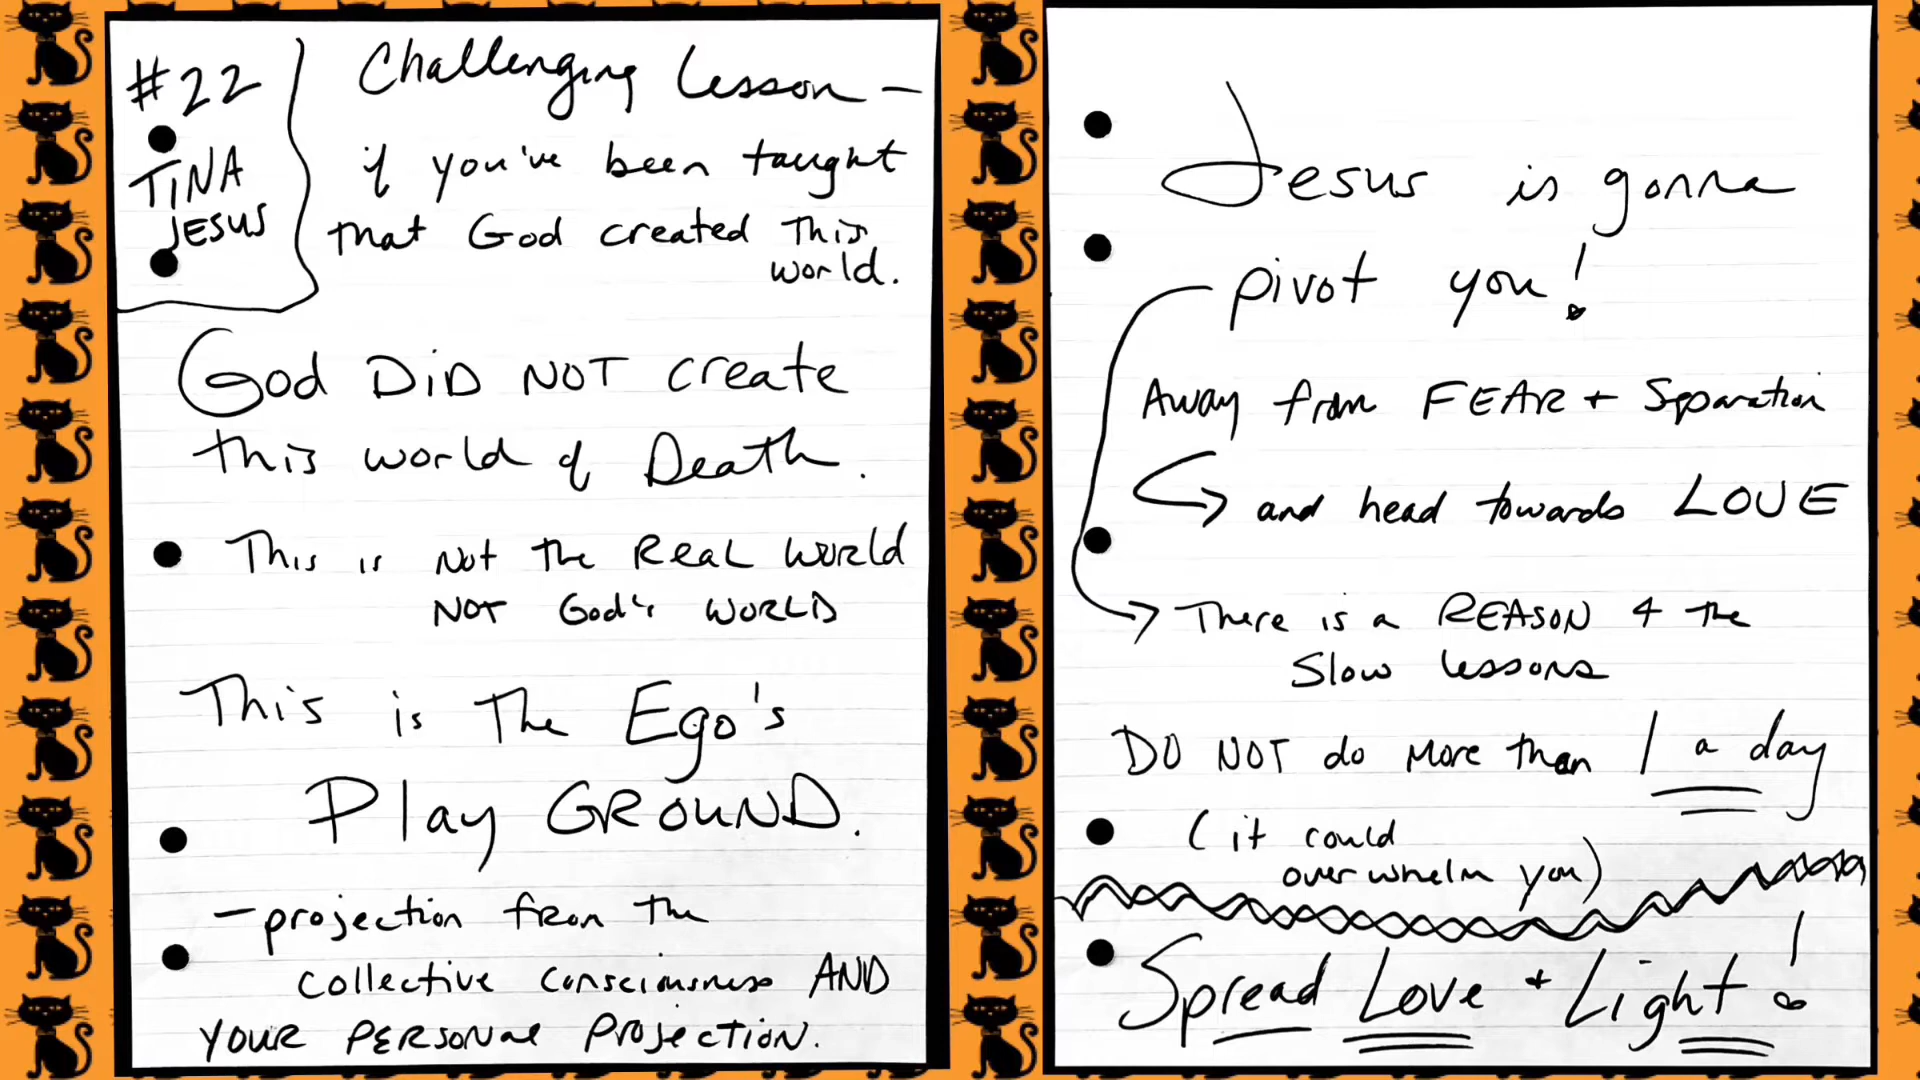 #22
TINA
JESUS
Challenging Lesson –
if you've been taught
that God created This
world.
God DiD NOT create
this world of Death.
This is Not the Real World
NOT God's WORLD
This is The Ego's
Play GROUND.
– projection from the
collective consciousness AND
YOUR PERSONAL PROjection.
Jesus is gonna
pivot you!
Away from FEAR + Separation
and head towards LOVE
There is a REASON 4 the
Slow lessons
DO NOT do More than 1 a day
(it could
overwhelm you)
Spread Love + Light!